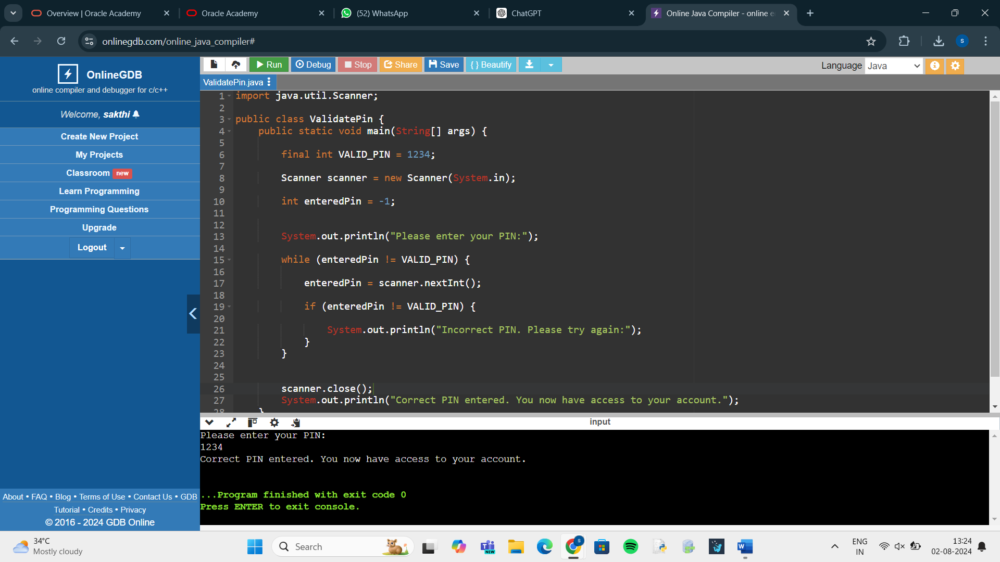 Overview | Oracle Academy
Oracle Academy
(52) WhatsApp
ChatGPT
Online Java Compiler - online e
onlinegdb.com/online_java_compiler#
S
OnlineGDB
online compiler and debugger for c/c++
Welcome, sakthi
Create New Project
My Projects
Classroom new
Learn Programming
Programming Questions
Upgrade
Logout
About • FAQ • Blog • Terms of Use • Contact Us • GDB
Tutorial • Credits • Privacy
© 2016 - 2024 GDB Online
Run Debug Stop Share Save { } Beautify
Language Java
ValidatePin.java
1 import java.util.Scanner;
2
3 public class ValidatePin {
4 public static void main(String[] args) {
5
6 final int VALID_PIN = 1234;
7
8 Scanner scanner = new Scanner(System.in);
9
10 int enteredPin = -1;
11
12
13 System.out.println("Please enter your PIN:");
14
15 while (enteredPin != VALID_PIN) {
16
17 enteredPin = scanner.nextInt();
18
19 if (enteredPin != VALID_PIN) {
20
21 System.out.println("Incorrect PIN. Please try again:");
22 }
23 }
24
25
26 scanner.close();
27 System.out.println("Correct PIN entered. You now have access to your account.");
28 }
input
Please enter your PIN:
1234
Correct PIN entered. You now have access to your account.
...Program finished with exit code 0
Press ENTER to exit console.
34°C
Mostly cloudy
Search
NEW
S
ENG
IN
13:24
02-08-2024